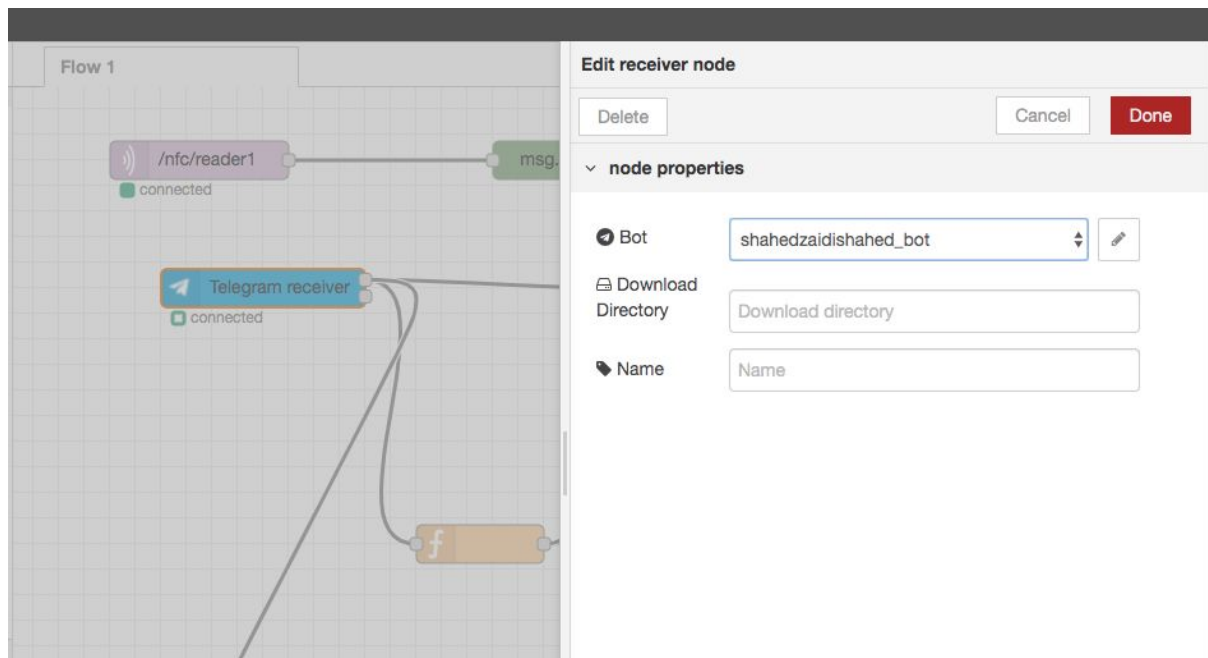 Flow 1
Edit receiver node
Delete
Cancel
Done
node properties
/nfc/reader1
msg.
connected
Bot
shahedzaidishahed_bot
Telegram receiver
connected
Download
Directory
Download directory
Name
Name